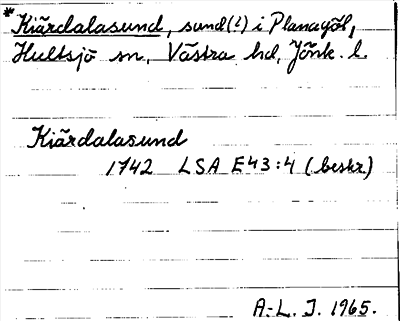 *Kiärdalasund, sund(!) i Planagöl,
Hultsjö sn, Västra hd, Jönk. l.
Kiärdalasund
1742 LSA E43:4 (beskr.)
A-L. J. 1965.